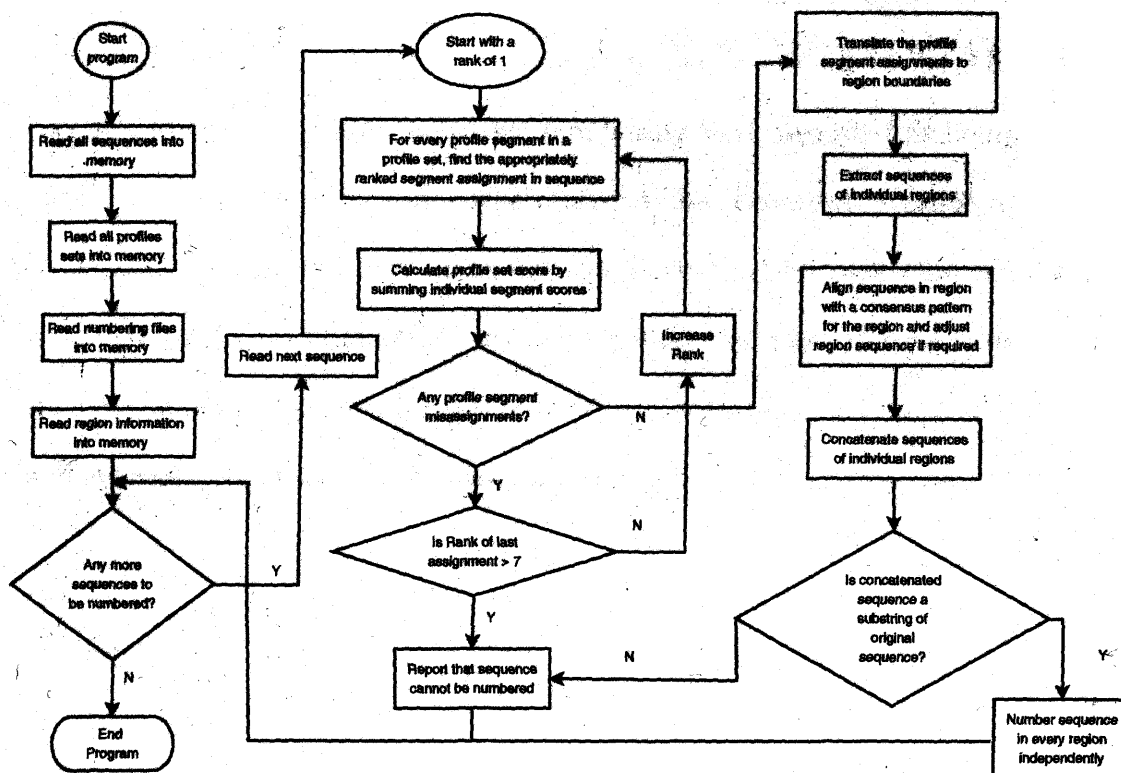 Start
program
Read all sequences into
memory
Read all profiles
sets into memory
Read numbering files
into memory
Read region information
into memory
Any more
sequences to
be numbered?
Y
N
End
Program
Read next sequence
Start with a
rank of 1
For every profile segment in a
profile set, find the appropriately
ranked segment assignment in sequence
Calculate profile set score by
summing individual segment scores
Increase
Rank
Any profile segment
misassignments?
N
Y
Is Rank of last
assignment > 7
N
Y
Report that sequence
cannot be numbered
N
Translate the profile
segment assignments to
region boundaries
Extract sequences
of individual regions
Align sequence in region
with a consensus pattern
for the region and adjust
region sequence if required
Concatenate sequences
of individual regions
Is concatenated
sequence a
substring of
original
sequence?
Y
Number sequence
in every region
independently